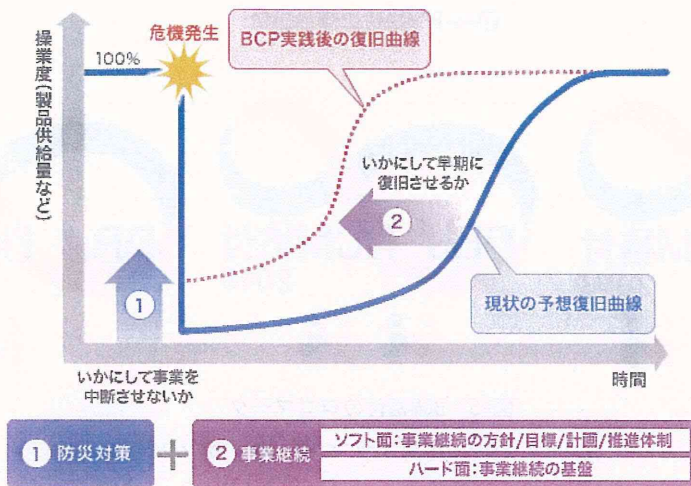 操業度(製品供給量など)
100%
危機発生
BCP実践後の復旧曲線
いかにして早期に
復旧させるか
②
①
現状の予想復旧曲線
いかにして事業を
中断させないか
時間
① 防災対策 + ② 事業継続
ソフト面:事業継続の方針/目標/計画/推進体制
ハード面:事業継続の基盤